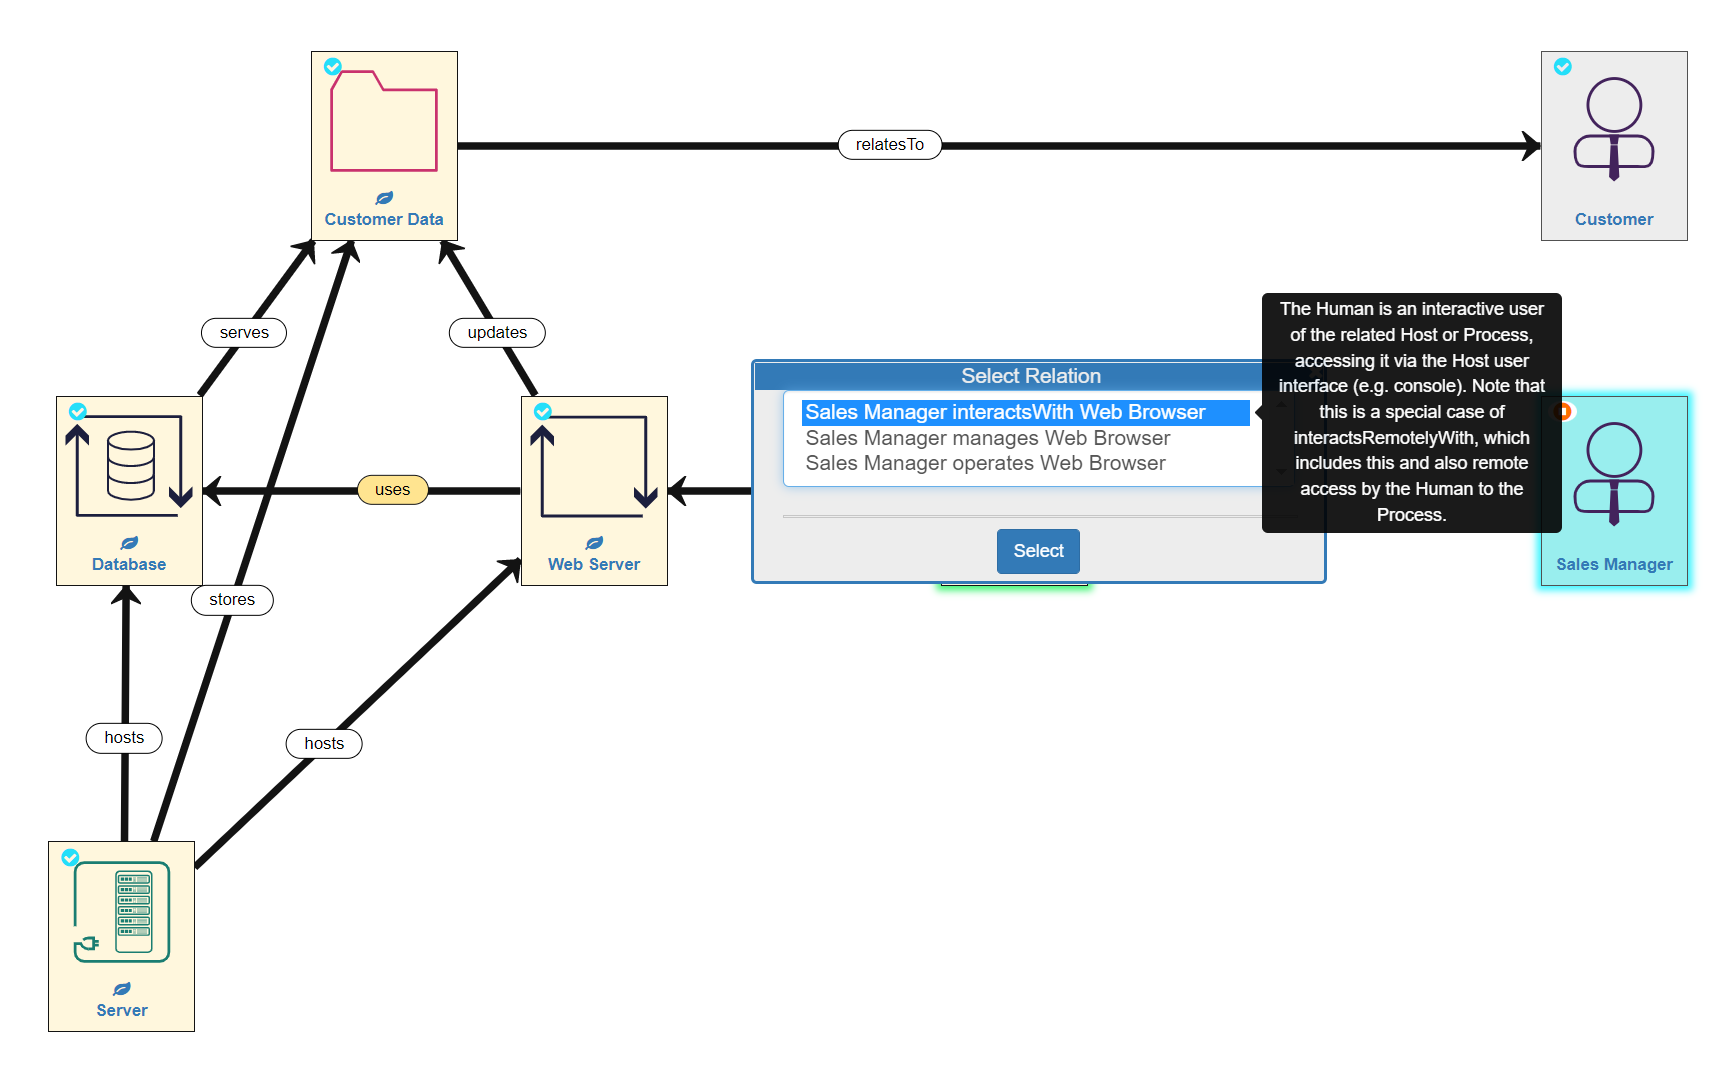 Customer Data
relatesTo
Customer
serves
updates
The Human is an interactive user
of the related Host or Process,
accessing it via the Host user
interface (e.g. console). Note that
this is a special case of
interactsRemotelyWith, which
includes this and also remote
access by the Human to the
Process.
Select Relation
Sales Manager interactsWith Web Browser
Sales Manager manages Web Browser
Sales Manager operates Web Browser
Select
Database
uses
Web Server
Sales Manager
stores
hosts
hosts
Server